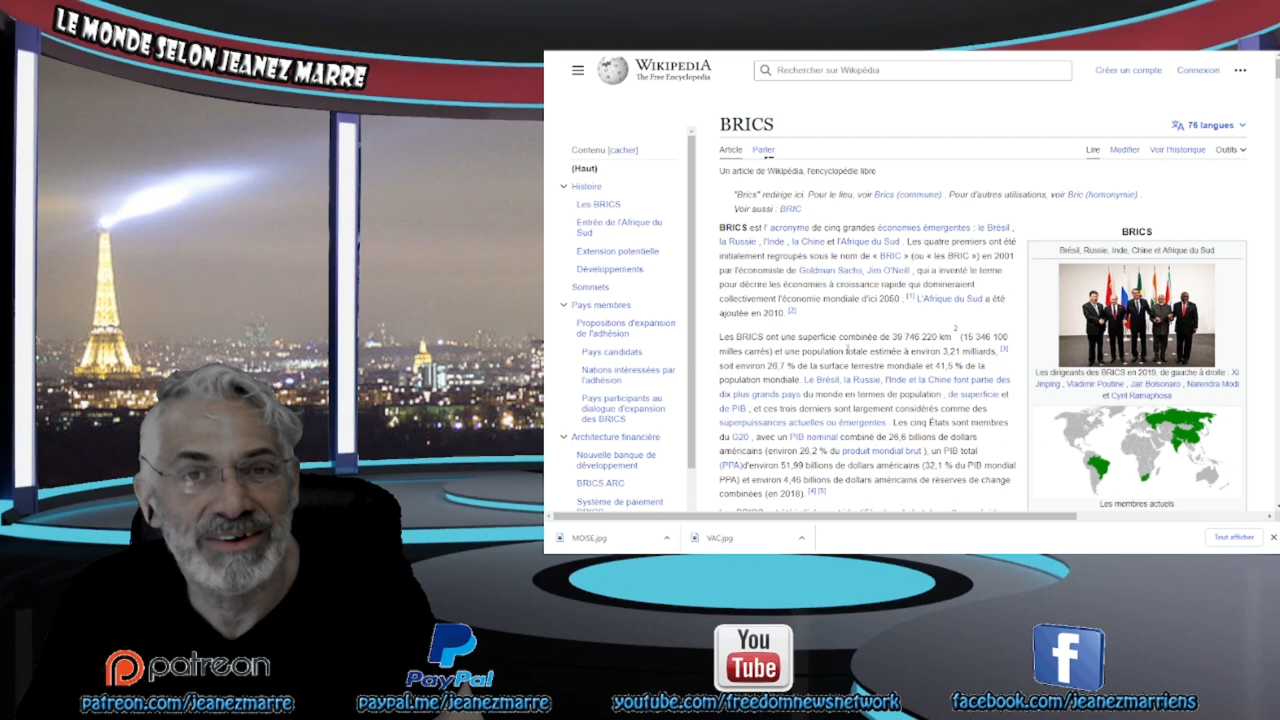 LE MONDE SELON JEANEZ MARRE
WIKIPEDIA
The Free Encyclopedia
Rechercher sur Wikipédia
Créer un compte
Connexion
BRICS
76 langues
Contenu [cacher]
(Haut)
Histoire
Les BRICS
Entrée de l'Afrique du
Sud
Extension potentielle
Développements
Sommets
Pays membres
Propositions d'expansion
de l'adhésion
Pays candidats
Nations intéressées par
l'adhésion
Pays participants au
dialogue d'expansion
des BRICS
Architecture financière
Nouvelle banque de
développement
BRICS ARC
Système de paiement
Article Parler
Lire Modifier Voir l'historique Outils
Un article de Wikipédia, l'encyclopédie libre
"Brics" redirige ici. Pour le lieu, voir Brics (commune) . Pour d'autres utilisations, voir Bric (homonymie) .
Voir aussi : BRIC
BRICS est l' acronyme de cinq grandes économies émergentes : le Brésil ,
la Russie , l'Inde , la Chine et l'Afrique du Sud . Les quatre premiers ont été
initialement regroupés sous le nom de « BRIC » (ou « les BRIC ») en 2001
par l'économiste de Goldman Sachs, Jim O'Neill , qui a inventé le terme
pour décrire les économies à croissance rapide qui domineraient
collectivement l'économie mondiale d'ici 2050 . [1] L'Afrique du Sud a été
ajoutée en 2010. [2]
Les BRICS ont une superficie combinée de 39 746 220 km 2 (15 346 100
milles carrés) et une population totale estimée à environ 3,21 milliards, [3]
soit environ 26,7 % de la surface terrestre mondiale et 41,5 % de la
population mondiale. Le Brésil, la Russie, l'Inde et la Chine font partie des
dix plus grands pays du monde en termes de population , de superficie et
de PIB , et ces trois derniers sont largement considérés comme des
superpuissances actuelles ou émergentes . Les cinq États sont membres
du G20 , avec un PIB nominal combiné de 26,6 billions de dollars
américains (environ 26,2 % du produit mondial brut ), un PIB total
(PPA)d'environ 51,99 billions de dollars américains (32,1 % du PIB mondial
PPA) et environ 4,46 billions de dollars américains de réserves de change
combinées (en 2018). [4] [5]
BRICS
Brésil, Russie, Inde, Chine et Afrique du Sud
Les dirigeants des BRICS en 2019, de gauche à droite : Xi
Jinping , Vladimir Poutine , Jair Bolsonaro , Narendra Modi
et Cyril Ramaphosa
Les membres actuels
MOISE.jpg
VAC.jpg
Tout afficher
patreon
patreon.com/jeanezmarre
PayPal
paypal.me/jeanezmarre
You
Tube
youtube.com/freedomnewsnetwork
f
facebook.com/jeanezmarriens